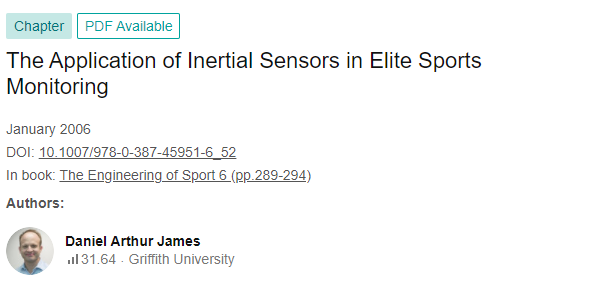 Chapter
PDF Available
The Application of Inertial Sensors in Elite Sports
Monitoring
January 2006
DOI: 10.1007/978-0-387-45951-6_52
In book: The Engineering of Sport 6 (pp.289-294)
Authors:
Daniel Arthur James
31.64 · Griffith University